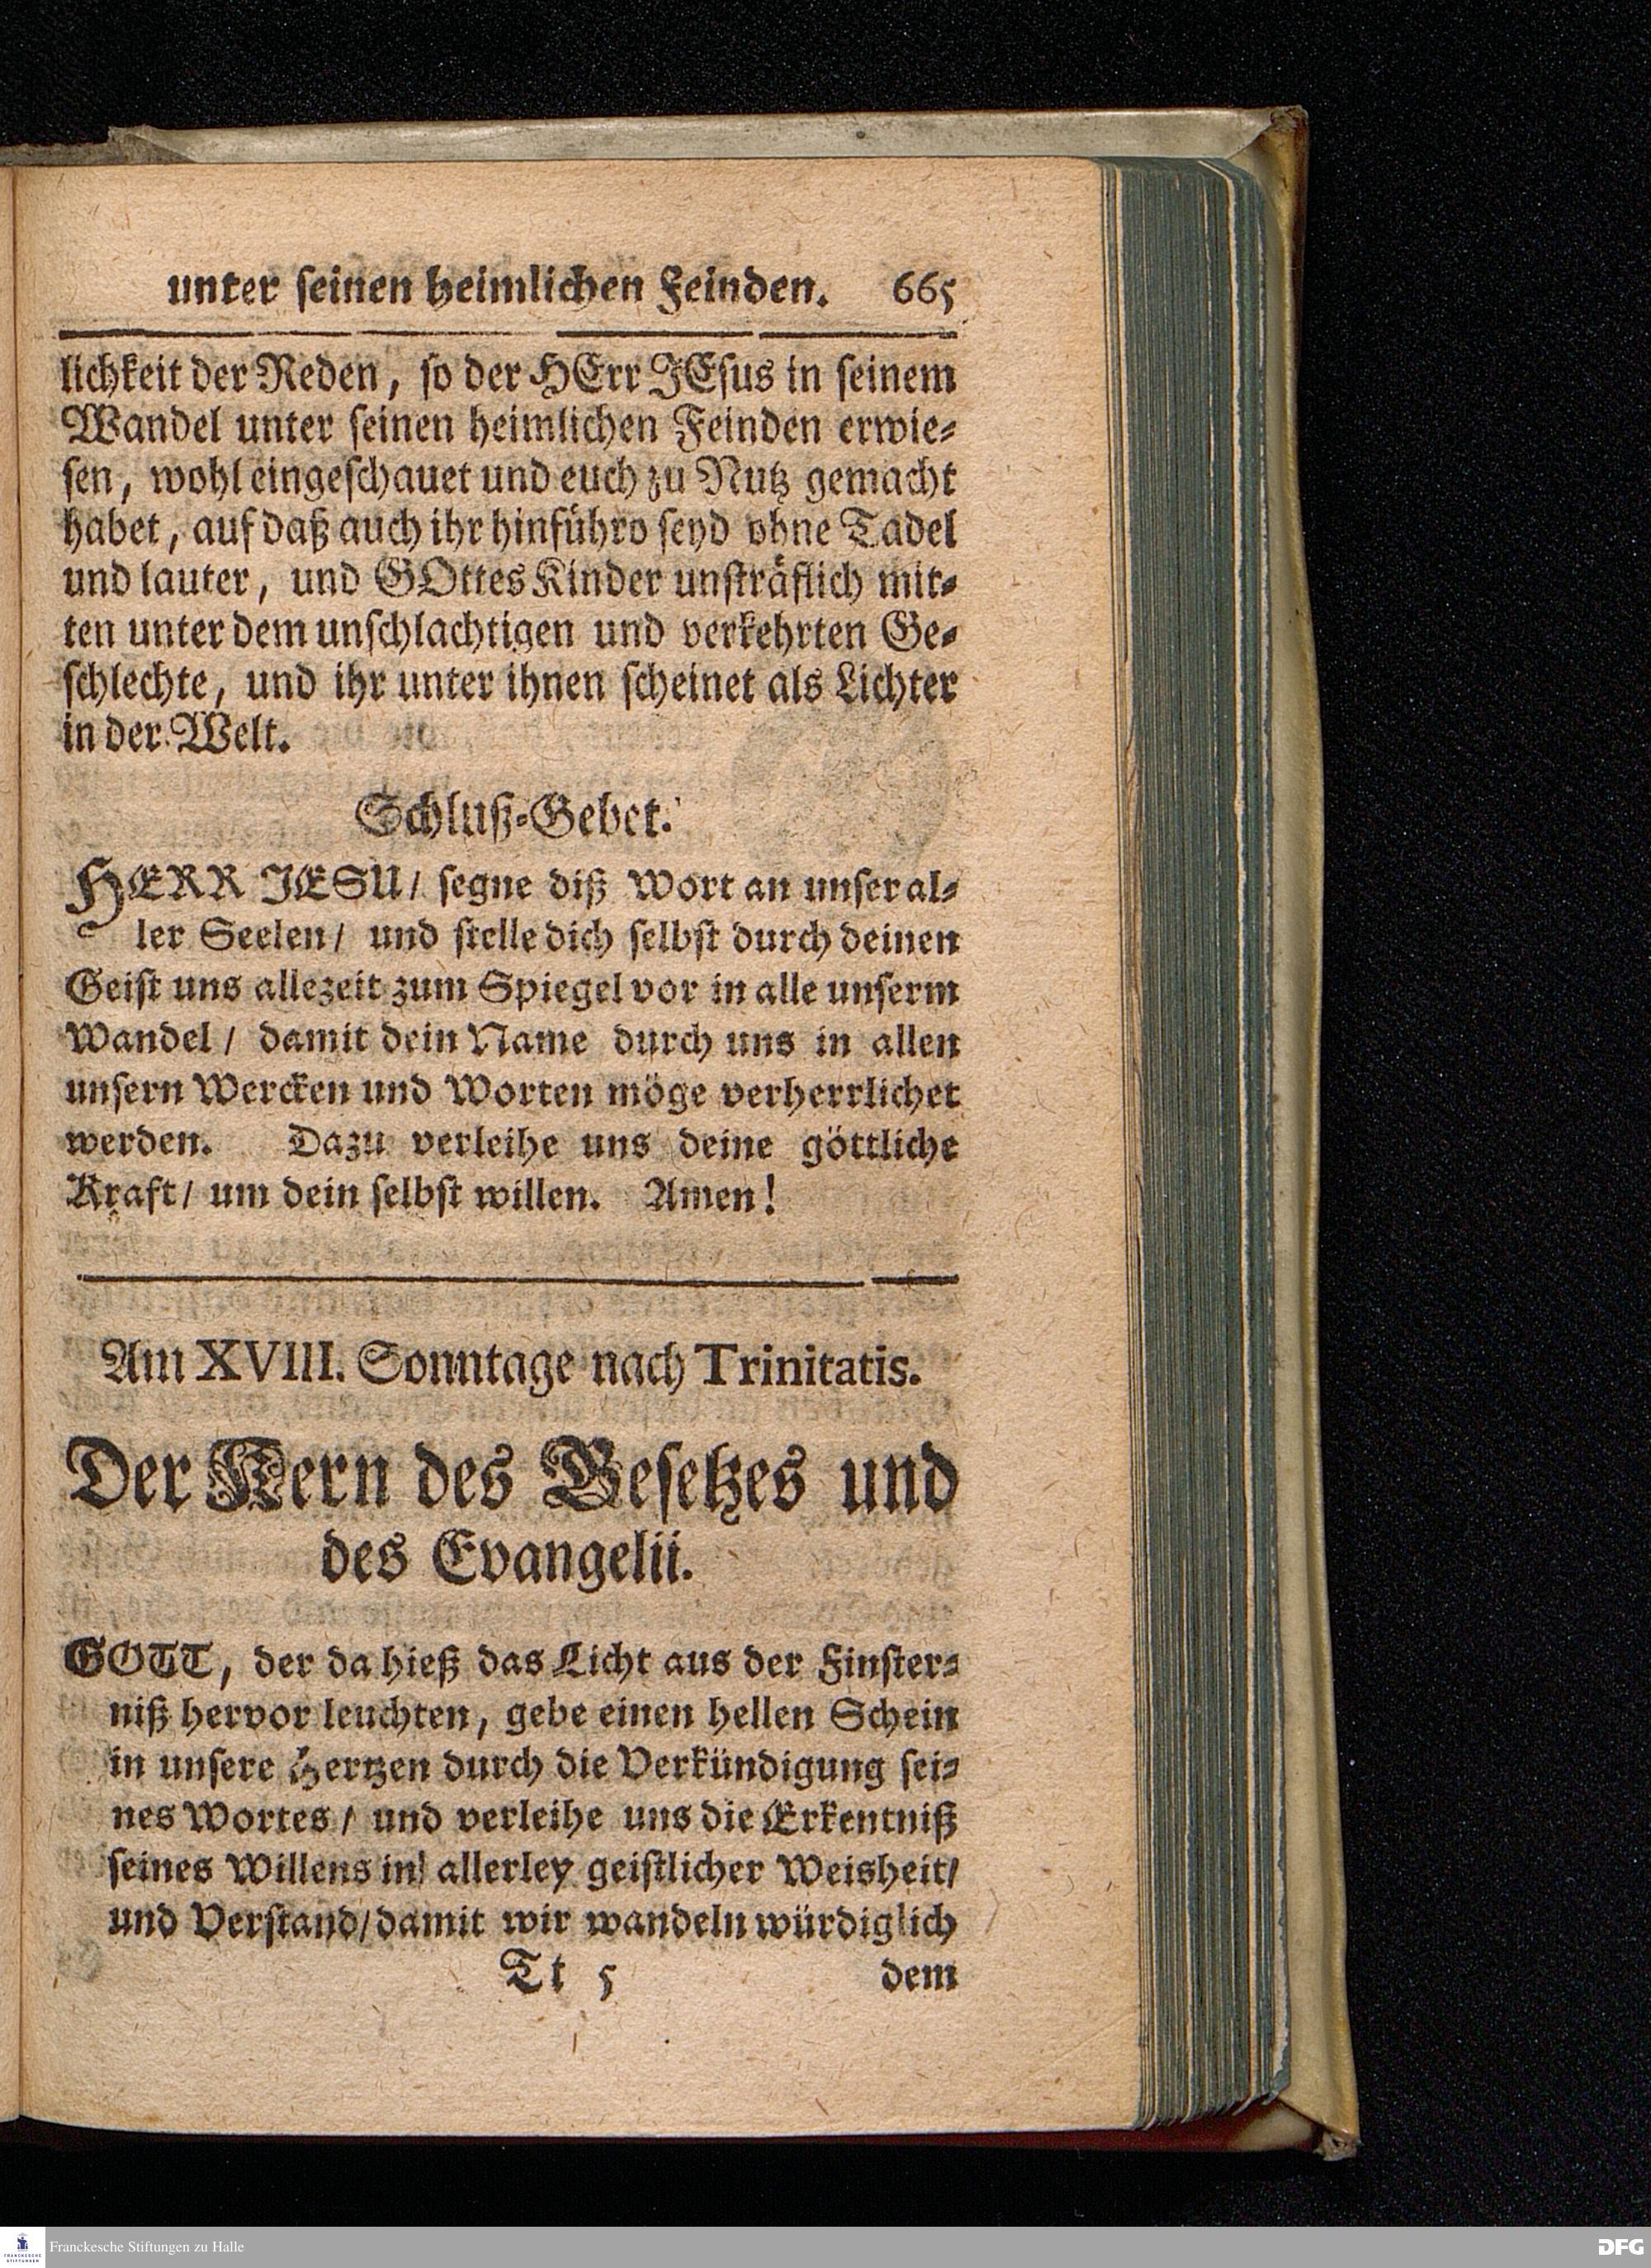 unter seinen heimlichen Feinden. 665
lichkeit der Reden, so der HErr JEsus in seinem
Wandel unter seinen heimlichen Feinden erwie-
sen, wohl eingeschauet und euch zu Nutz gemacht
habet, auf daß auch ihr hinführo seyd ohne Tadel
und lauter, und GOttes Kinder unsträflich mit-
ten unter dem unschlachtigen und verkehrten Ge-
schlechte, und ihr unter ihnen scheinet als Lichter
in der Welt.
Schluß-Gebet.
HERR JESU/ segne diß Wort an unser al-
ler Seelen/ und stelle dich selbst durch deinen
Geist uns allezeit zum Spiegel vor in alle unserm
Wandel/ damit dein Name durch uns in allen
unsern Wercken und Worten möge verherrlichet
werden. Dazu verleihe uns deine göttliche
Kraft/ um dein selbst willen. Amen!
Am XVIII. Sonntage nach Trinitatis.
Der Kern des Gesetzes und
des Evangelii.
GOTT, der da hieß das Licht aus der Finster-
niß hervor leuchten, gebe einen hellen Schein
in unsere Hertzen durch die Verkündigung sei-
nes Wortes/ und verleihe uns die Erkentniß
seines Willens in allerley geistlicher Weisheit/
und Verstand/ damit wir wandeln würdiglich
Tt 5 dem
FRANCKESCHE STIFTUNGEN
Franckesche Stiftungen zu Halle
DFG